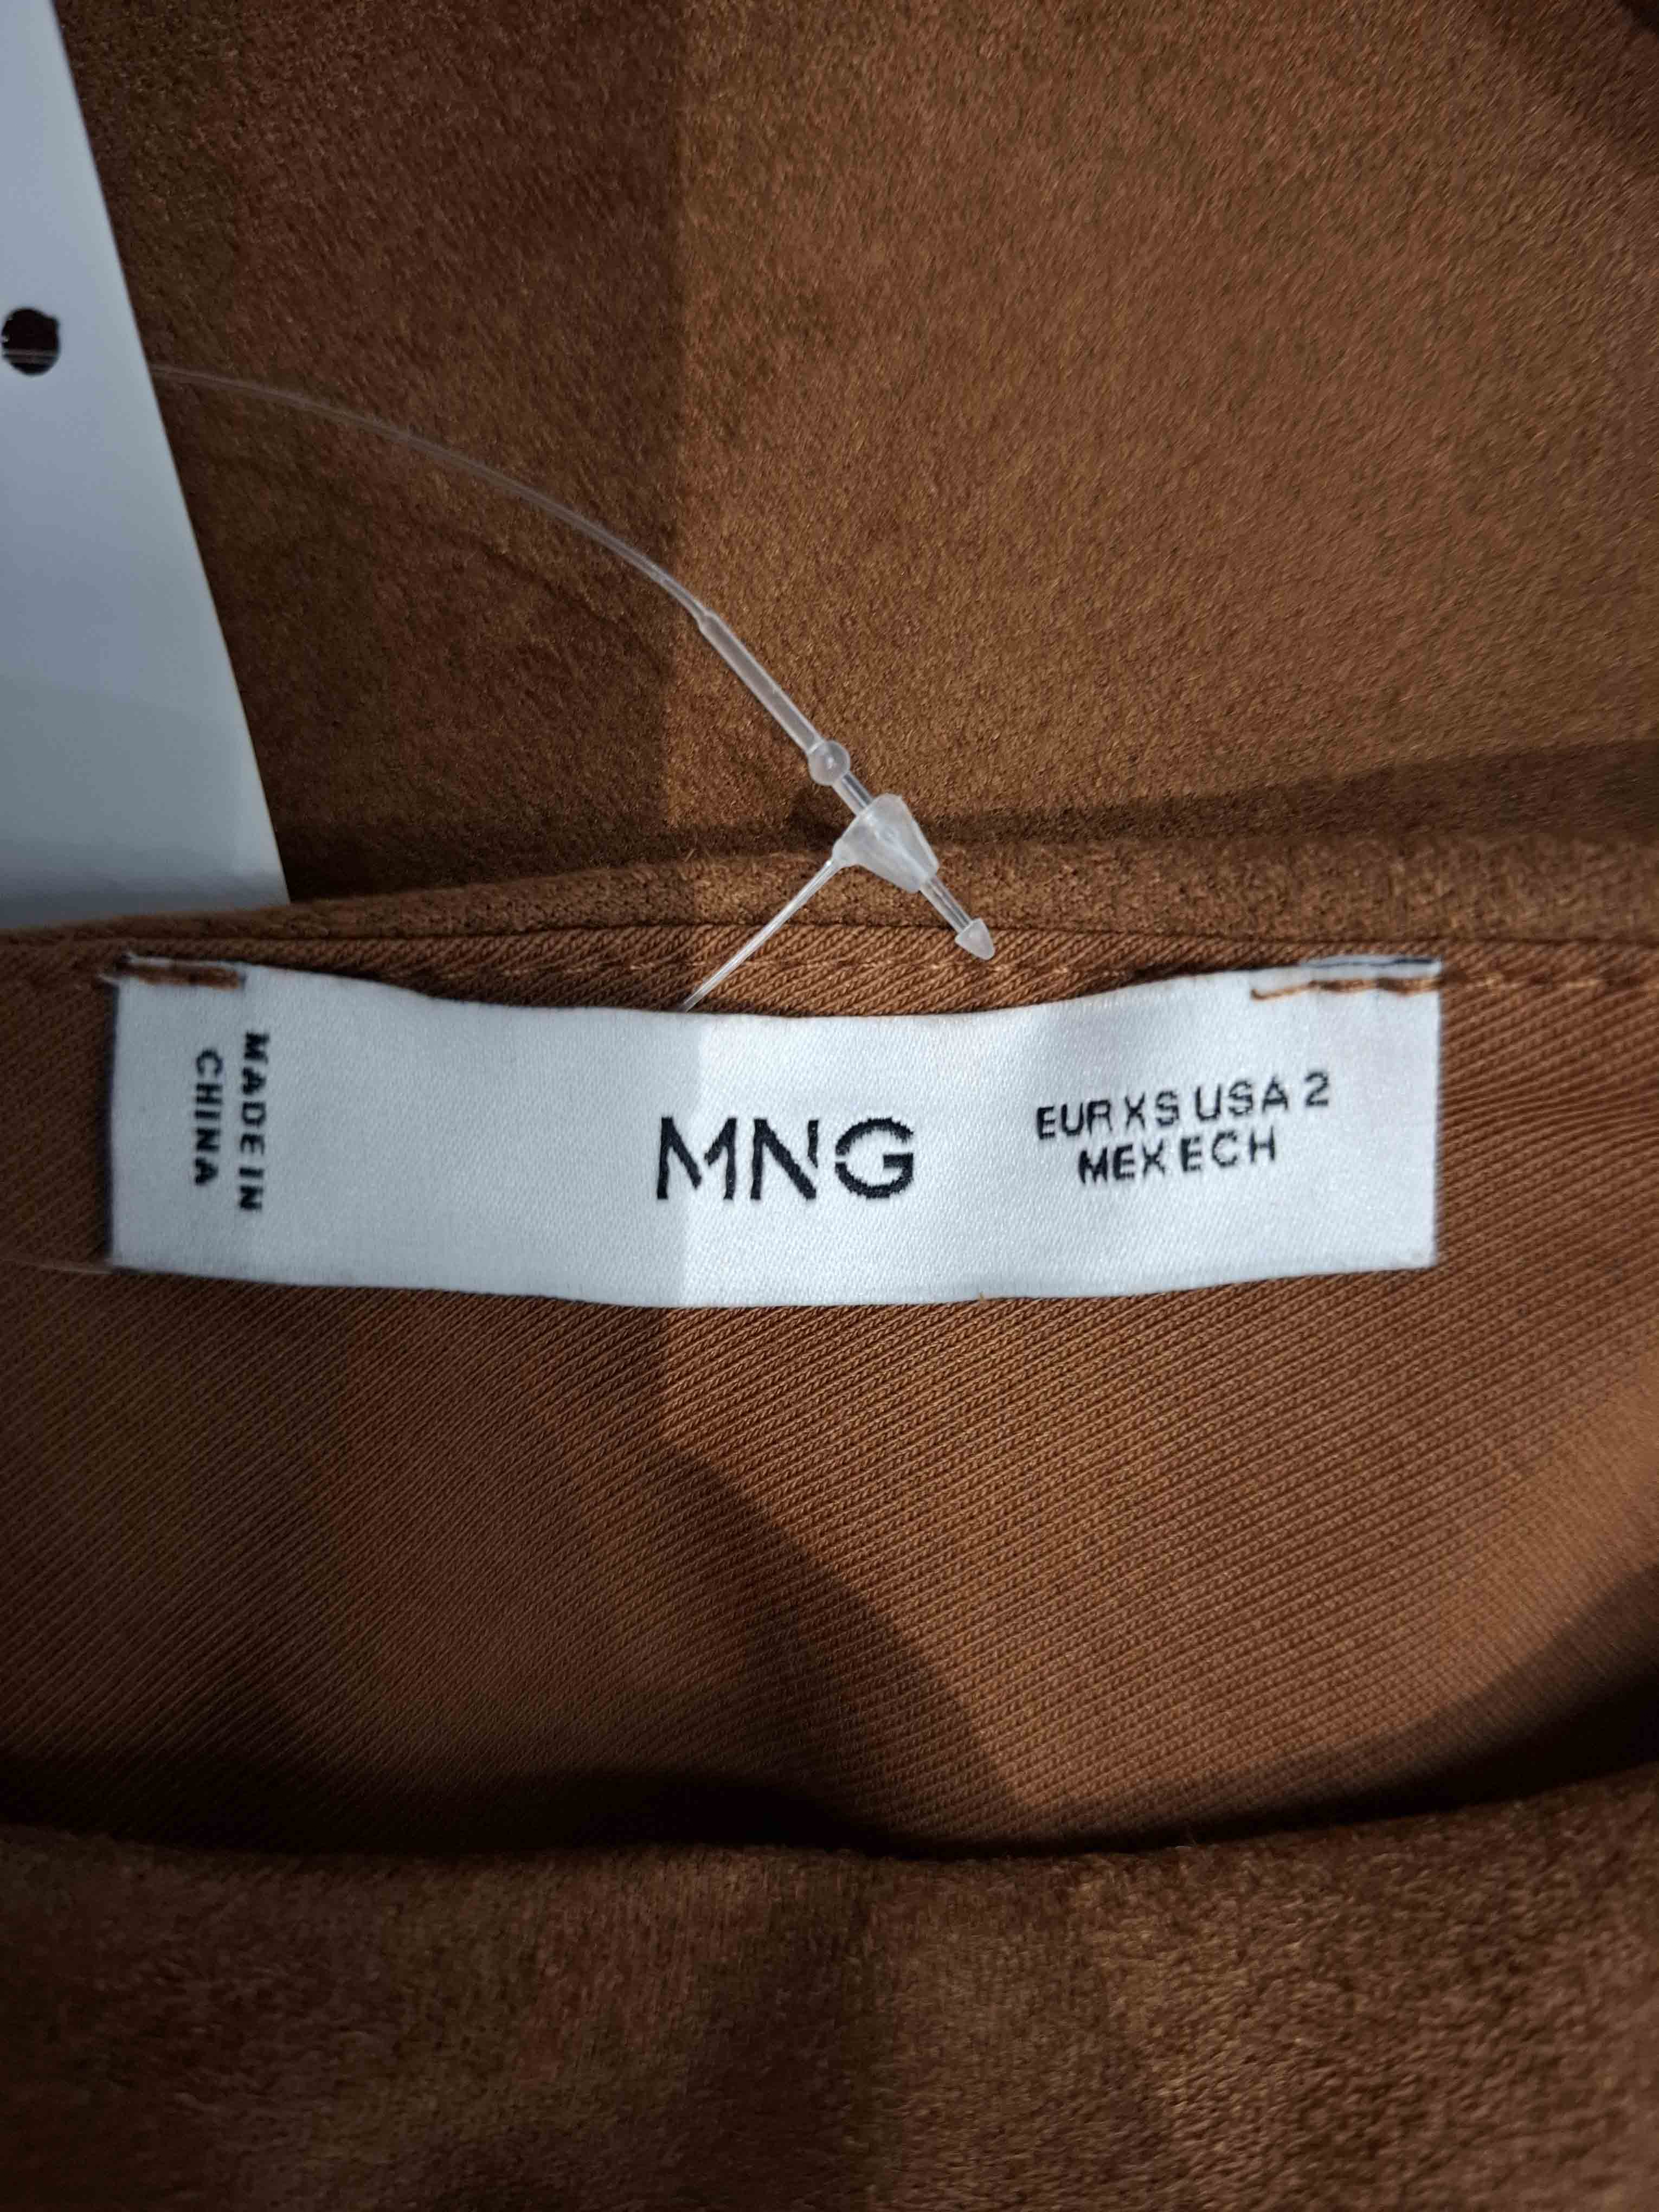 MADE IN
CHINA
MNG
EUR XS USA 2
MEX ECH